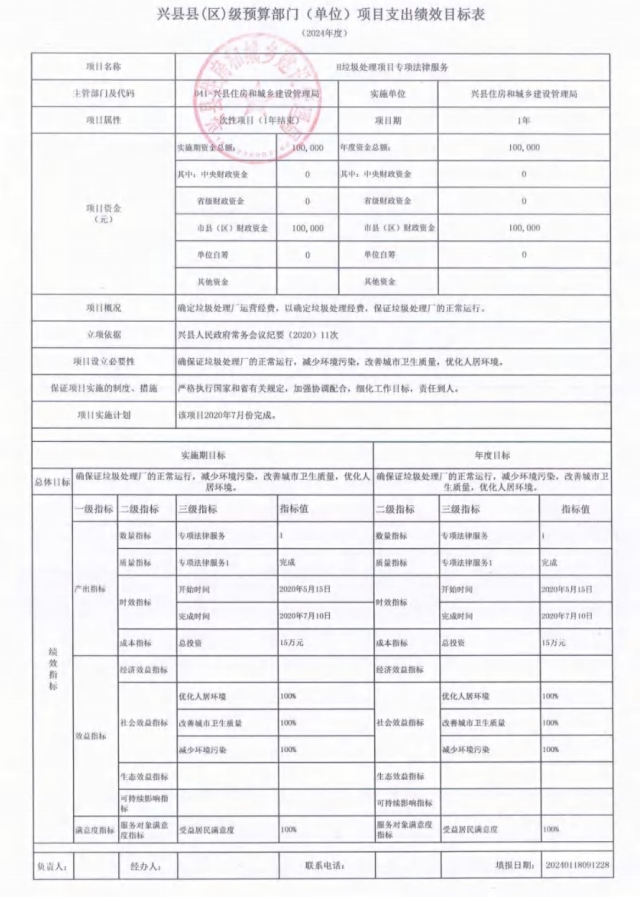 兴县县(区)级预算部门（单位）项目支出绩效目标表
（2024年度）
项目名称 H垃圾处理项目专项法律服务
主管部门及代码 041-兴县住房和城乡建设管理局 实施单位 兴县住房和城乡建设管理局
项目属性 一次性项目（1年结束） 项目期 1年
项目资金
（元）
实施期资金总额： 100,000 年度资金总额： 100,000
其中：中央财政资金 0 其中：中央财政资金 0
省级财政资金 0 省级财政资金 0
市县（区）财政资金 100,000 市县（区）财政资金 100,000
单位自筹 0 单位自筹 0
其他资金 其他资金
项目概况 确定垃圾处理厂运营经费，以确定垃圾处理经费，保证垃圾处理厂的正常运行。
立项依据 兴县人民政府常务会议纪要（2020）11次
项目设立必要性 确保证垃圾处理厂的正常运行，减少环境污染，改善城市卫生质量，优化人居环境。
保证项目实施的制度、措施 严格执行国家和省有关规定，加强协调配合，细化工作目标，责任到人。
项目实施计划 该项目2020年7月份完成。
实施期目标 年度目标
总体目标 确保证垃圾处理厂的正常运行，减少环境污染，改善城市卫生质量，优化人 确保证垃圾处理厂的正常运行，减少环境污染，改善城市卫
居环境。 生质量，优化人居环境。
绩效指标
一级指标 二级指标 三级指标 指标值 二级指标 三级指标 指标值
产出指标
数量指标 专项法律服务 1 数量指标 专项法律服务 1
质量指标 专项法律服务1 完成 质量指标 专项法律服务1 完成
时效指标 开始时间 2020年5月15日 时效指标 开始时间 2020年5月15日
完成时间 2020年7月10日 完成时间 2020年7月10日
成本指标 总投资 15万元 成本指标 总投资 15万元
效益指标
经济效益指标 经济效益指标
社会效益指标 优化人居环境 100% 社会效益指标 优化人居环境 100%
改善城市卫生质量 100% 改善城市卫生质量 100%
减少环境污染 100% 减少环境污染 100%
生态效益指标 生态效益指标
可持续影响指 可持续影响指标
标
满意度指标 服务对象满意 受益居民满意度 100% 服务对象满意度 受益居民满意度 100%
度指标 指标
负责人： 经办人： 联系电话： 填报日期： 20240118091228